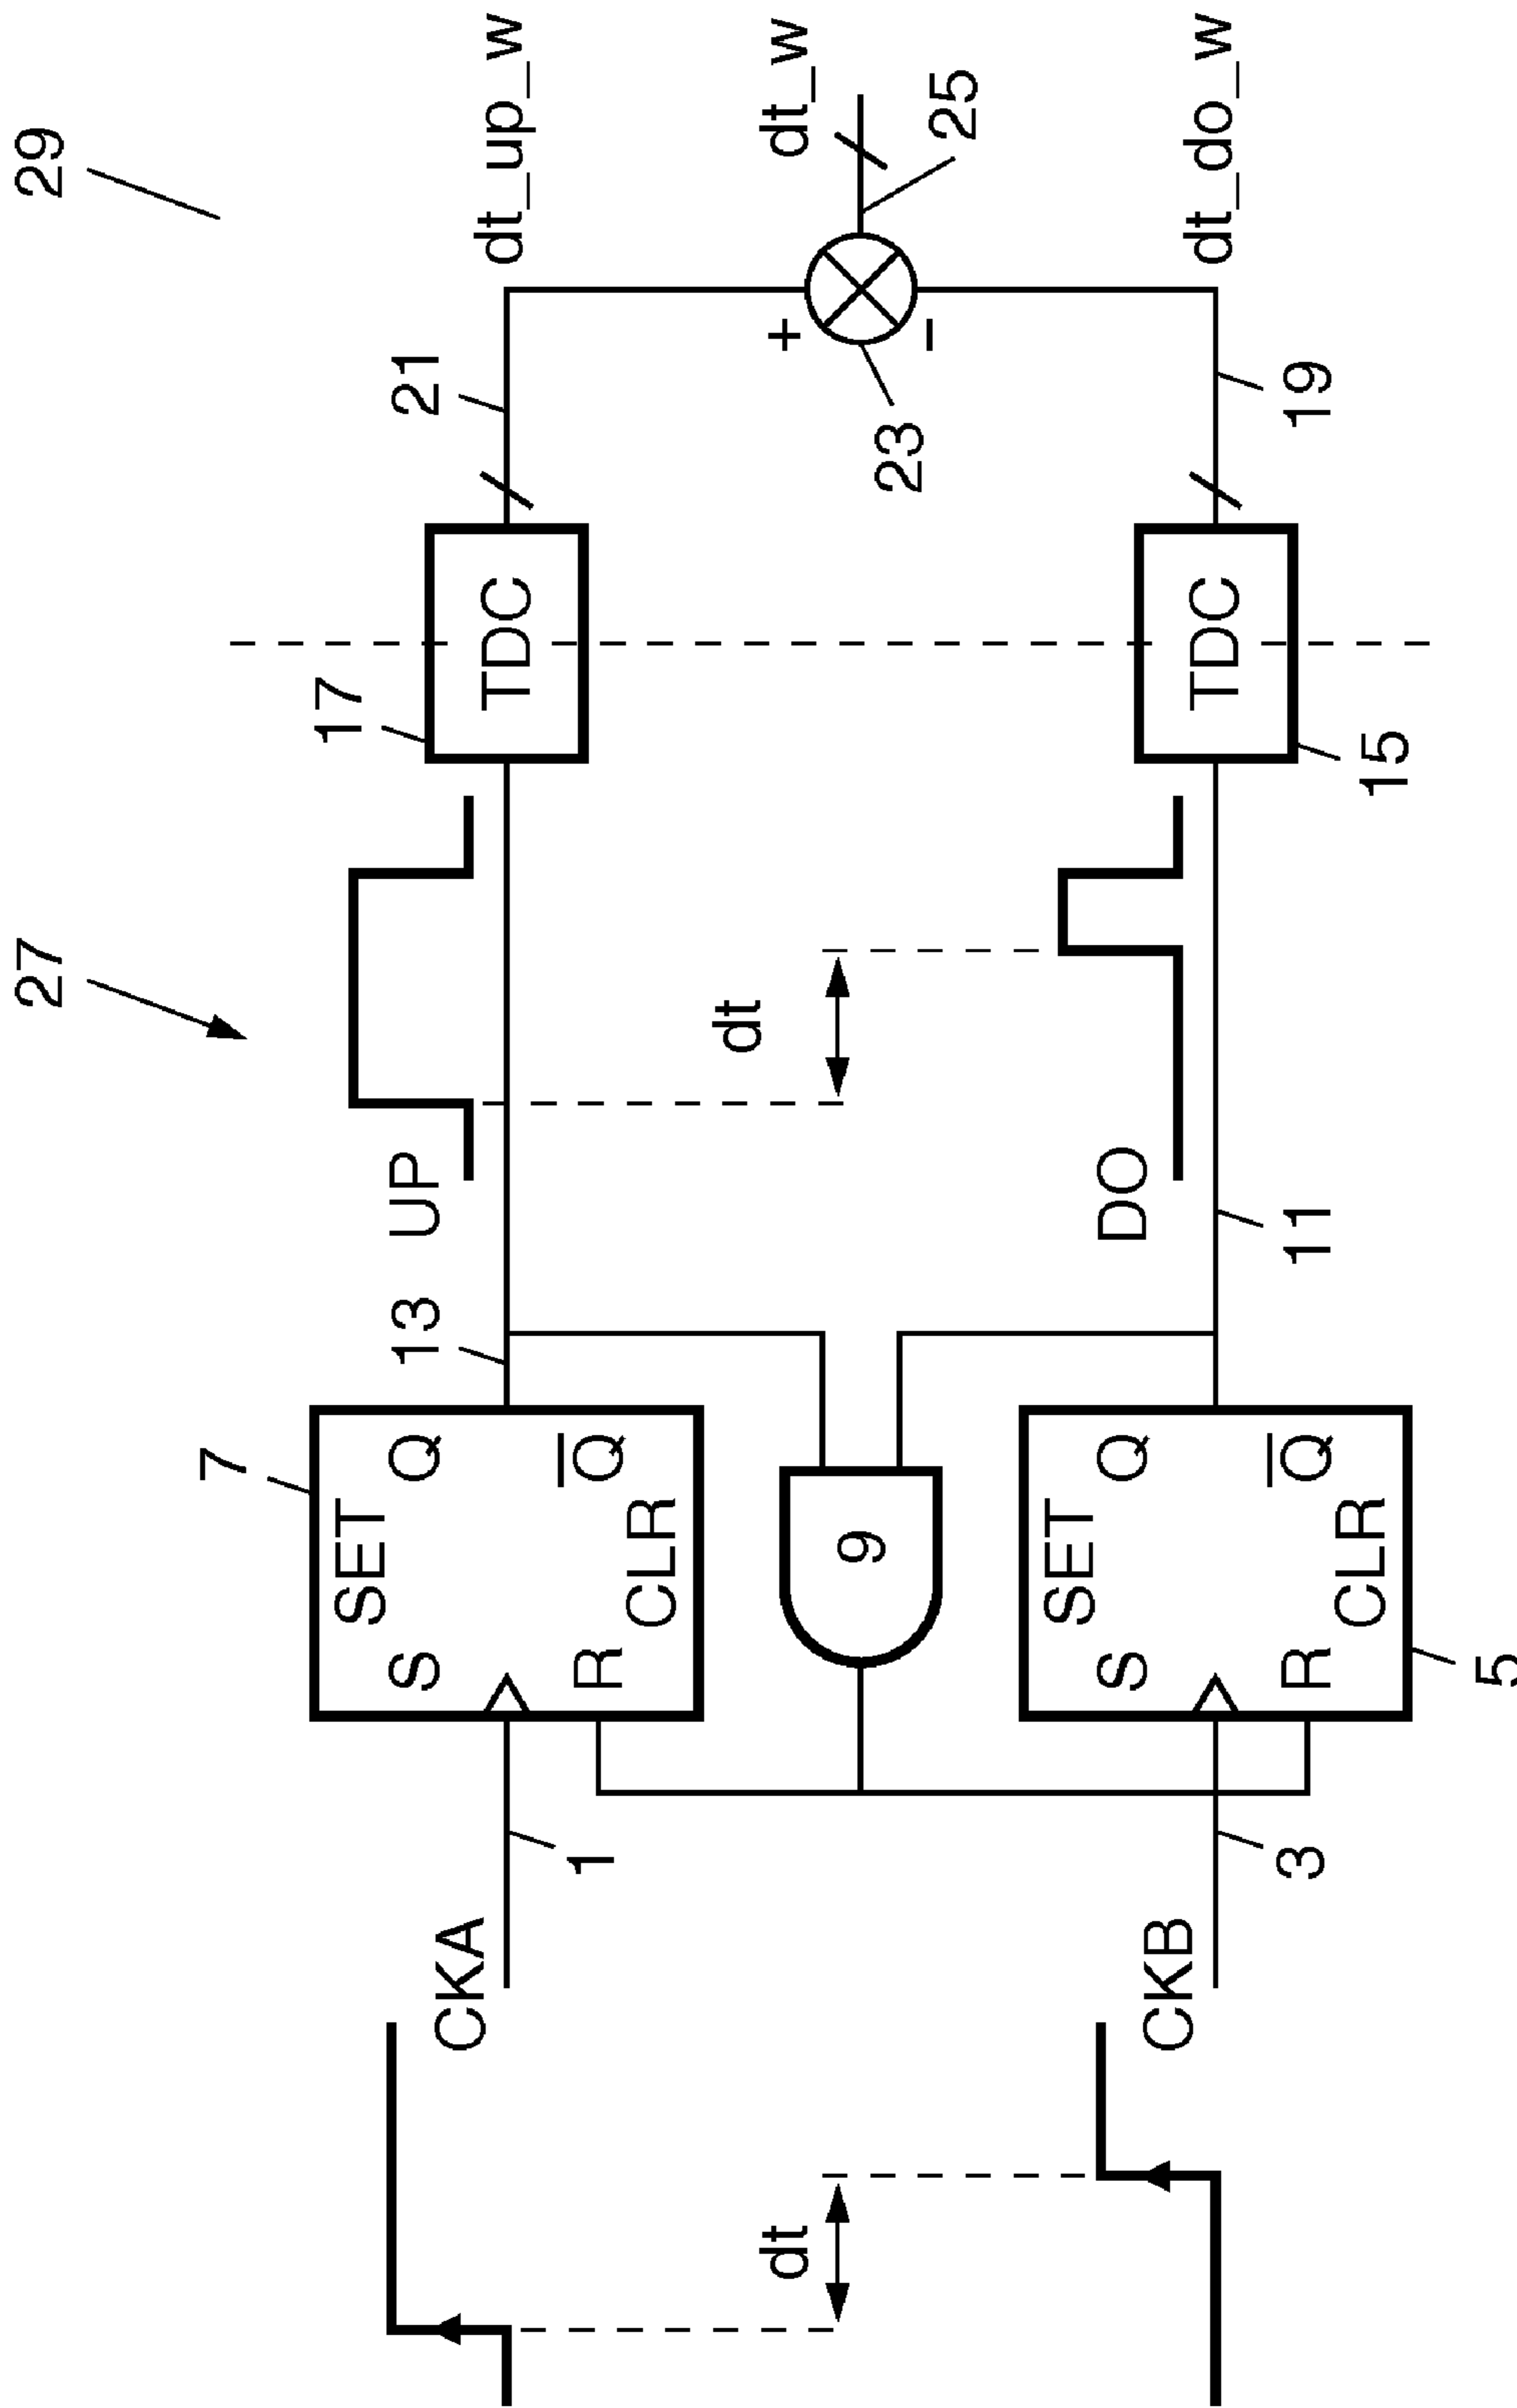 27
29
7
SET
S
Q
R
Q
CLR
13
UP
17
TDC
21
dt_up_w
CKA
1
dt
9
dt
+
−
23
dt_w
25
SET
S
Q
R
Q
CLR
5
DO
11
TDC
15
19
dt_do_w
CKB
3